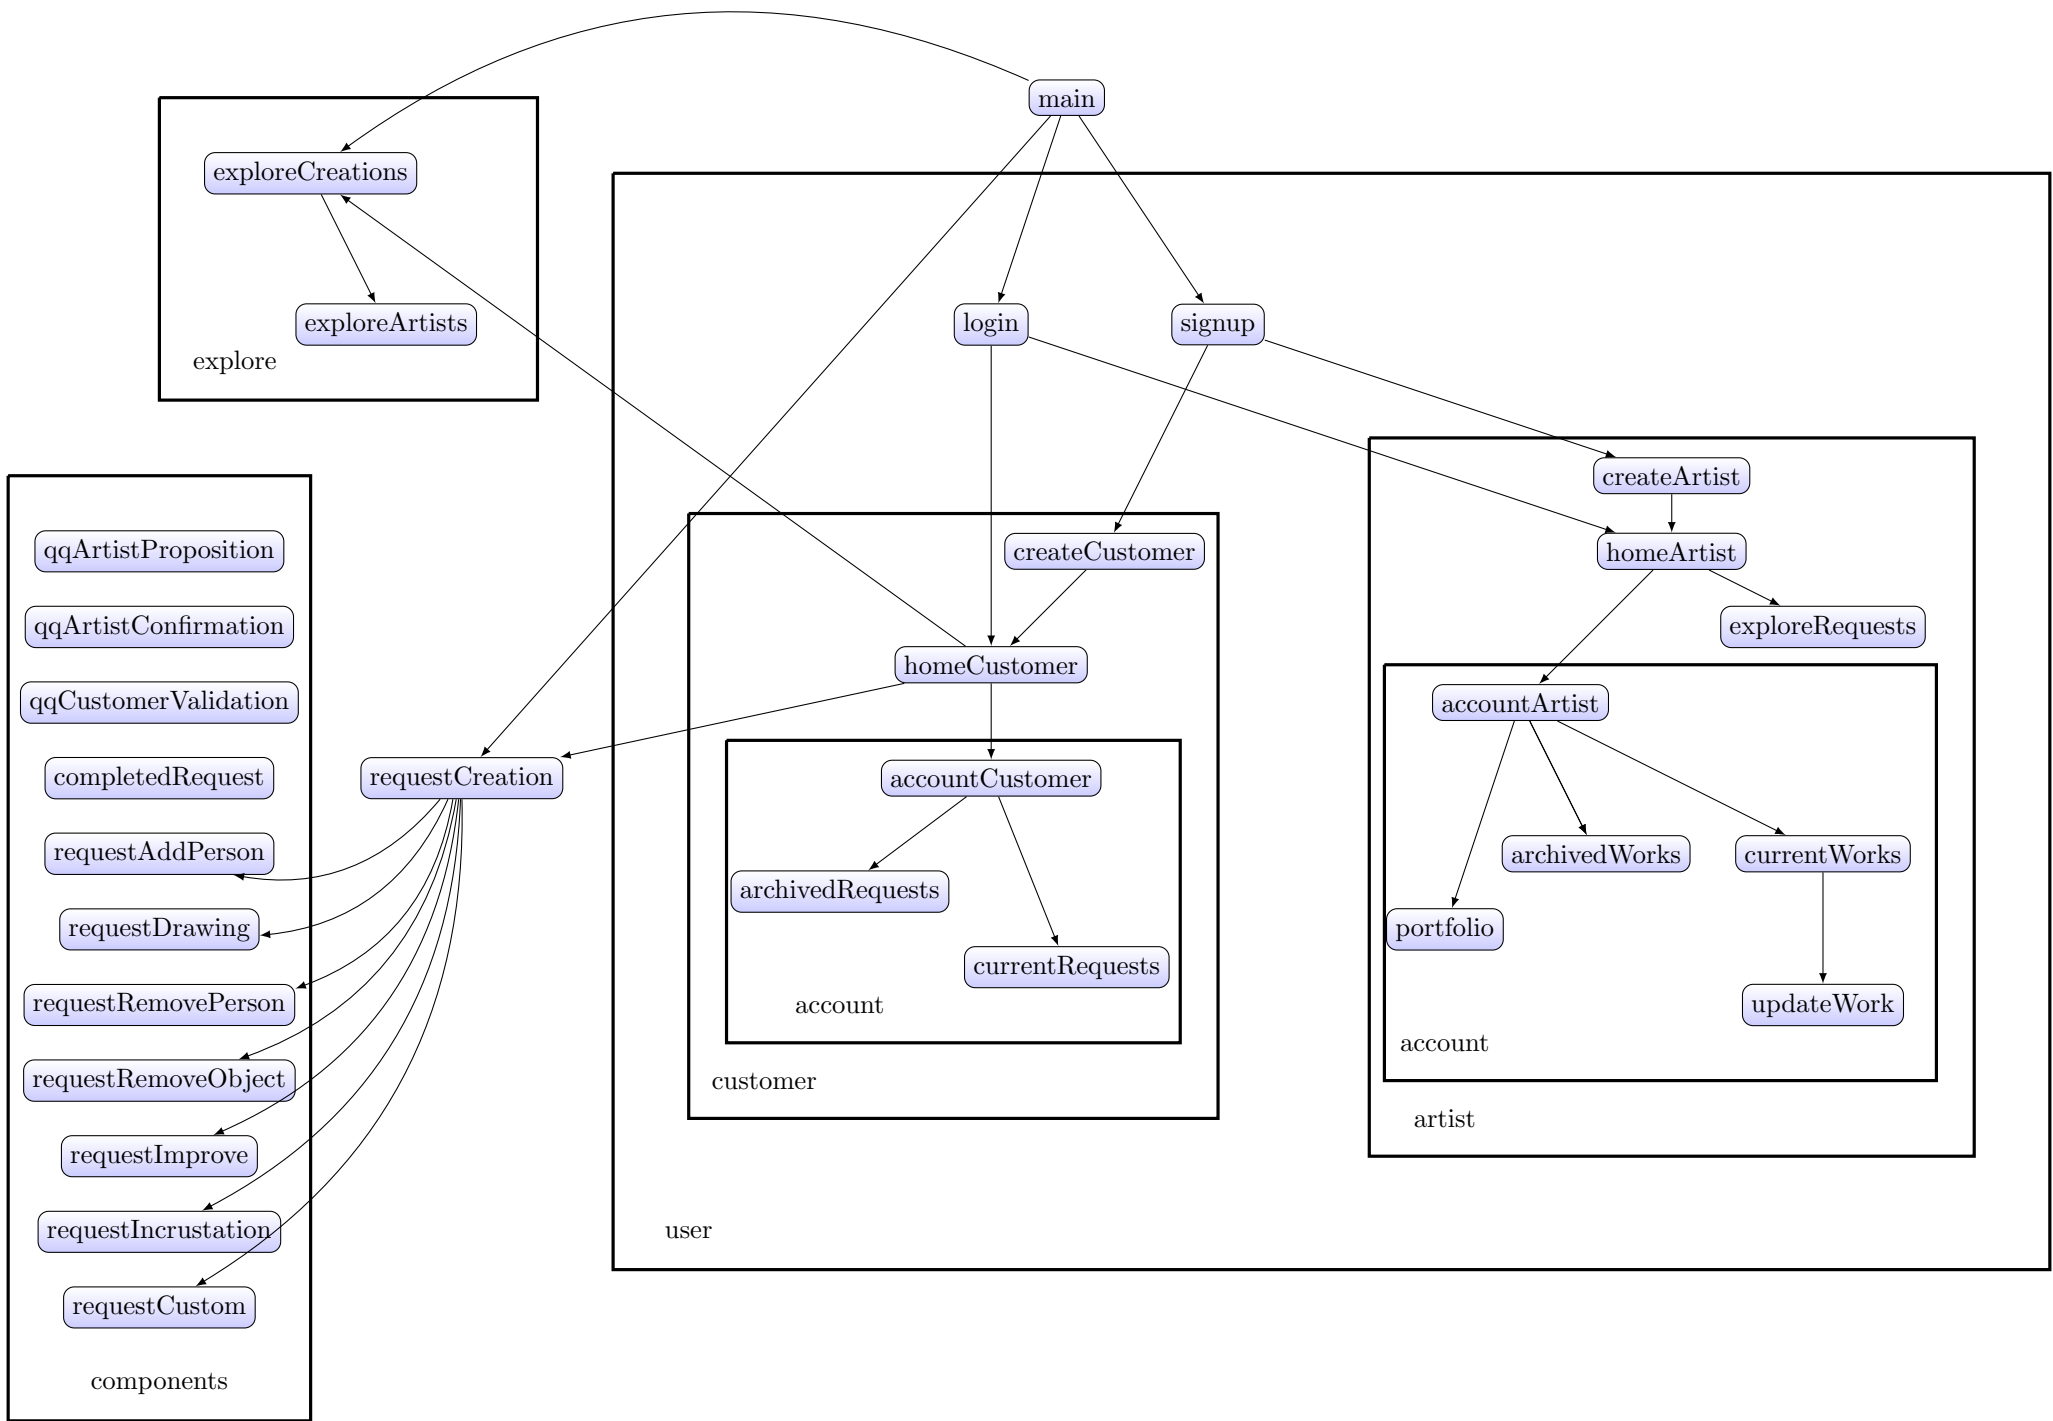 main
exploreCreations
exploreArtists
explore
login
signup
createArtist
homeArtist
exploreRequests
createCustomer
homeCustomer
accountArtist
archivedWorks
currentWorks
portfolio
updateWork
account
artist
accountCustomer
archivedRequests
currentRequests
account
customer
user
requestCreation
qqArtistProposition
qqArtistConfirmation
qqCustomerValidation
completedRequest
requestAddPerson
requestDrawing
requestRemovePerson
requestRemoveObject
requestImprove
requestIncrustation
requestCustom
components